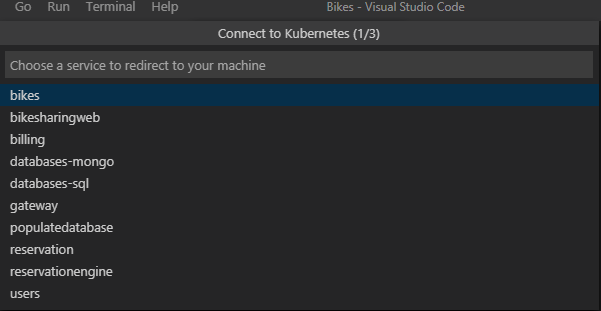 Go Run Terminal Help Bikes - Visual Studio Code
Connect to Kubernetes (1/3)
Choose a service to redirect to your machine
bikes
bikesharingweb
billing
databases-mongo
databases-sql
gateway
populatedatabase
reservation
reservationengine
users